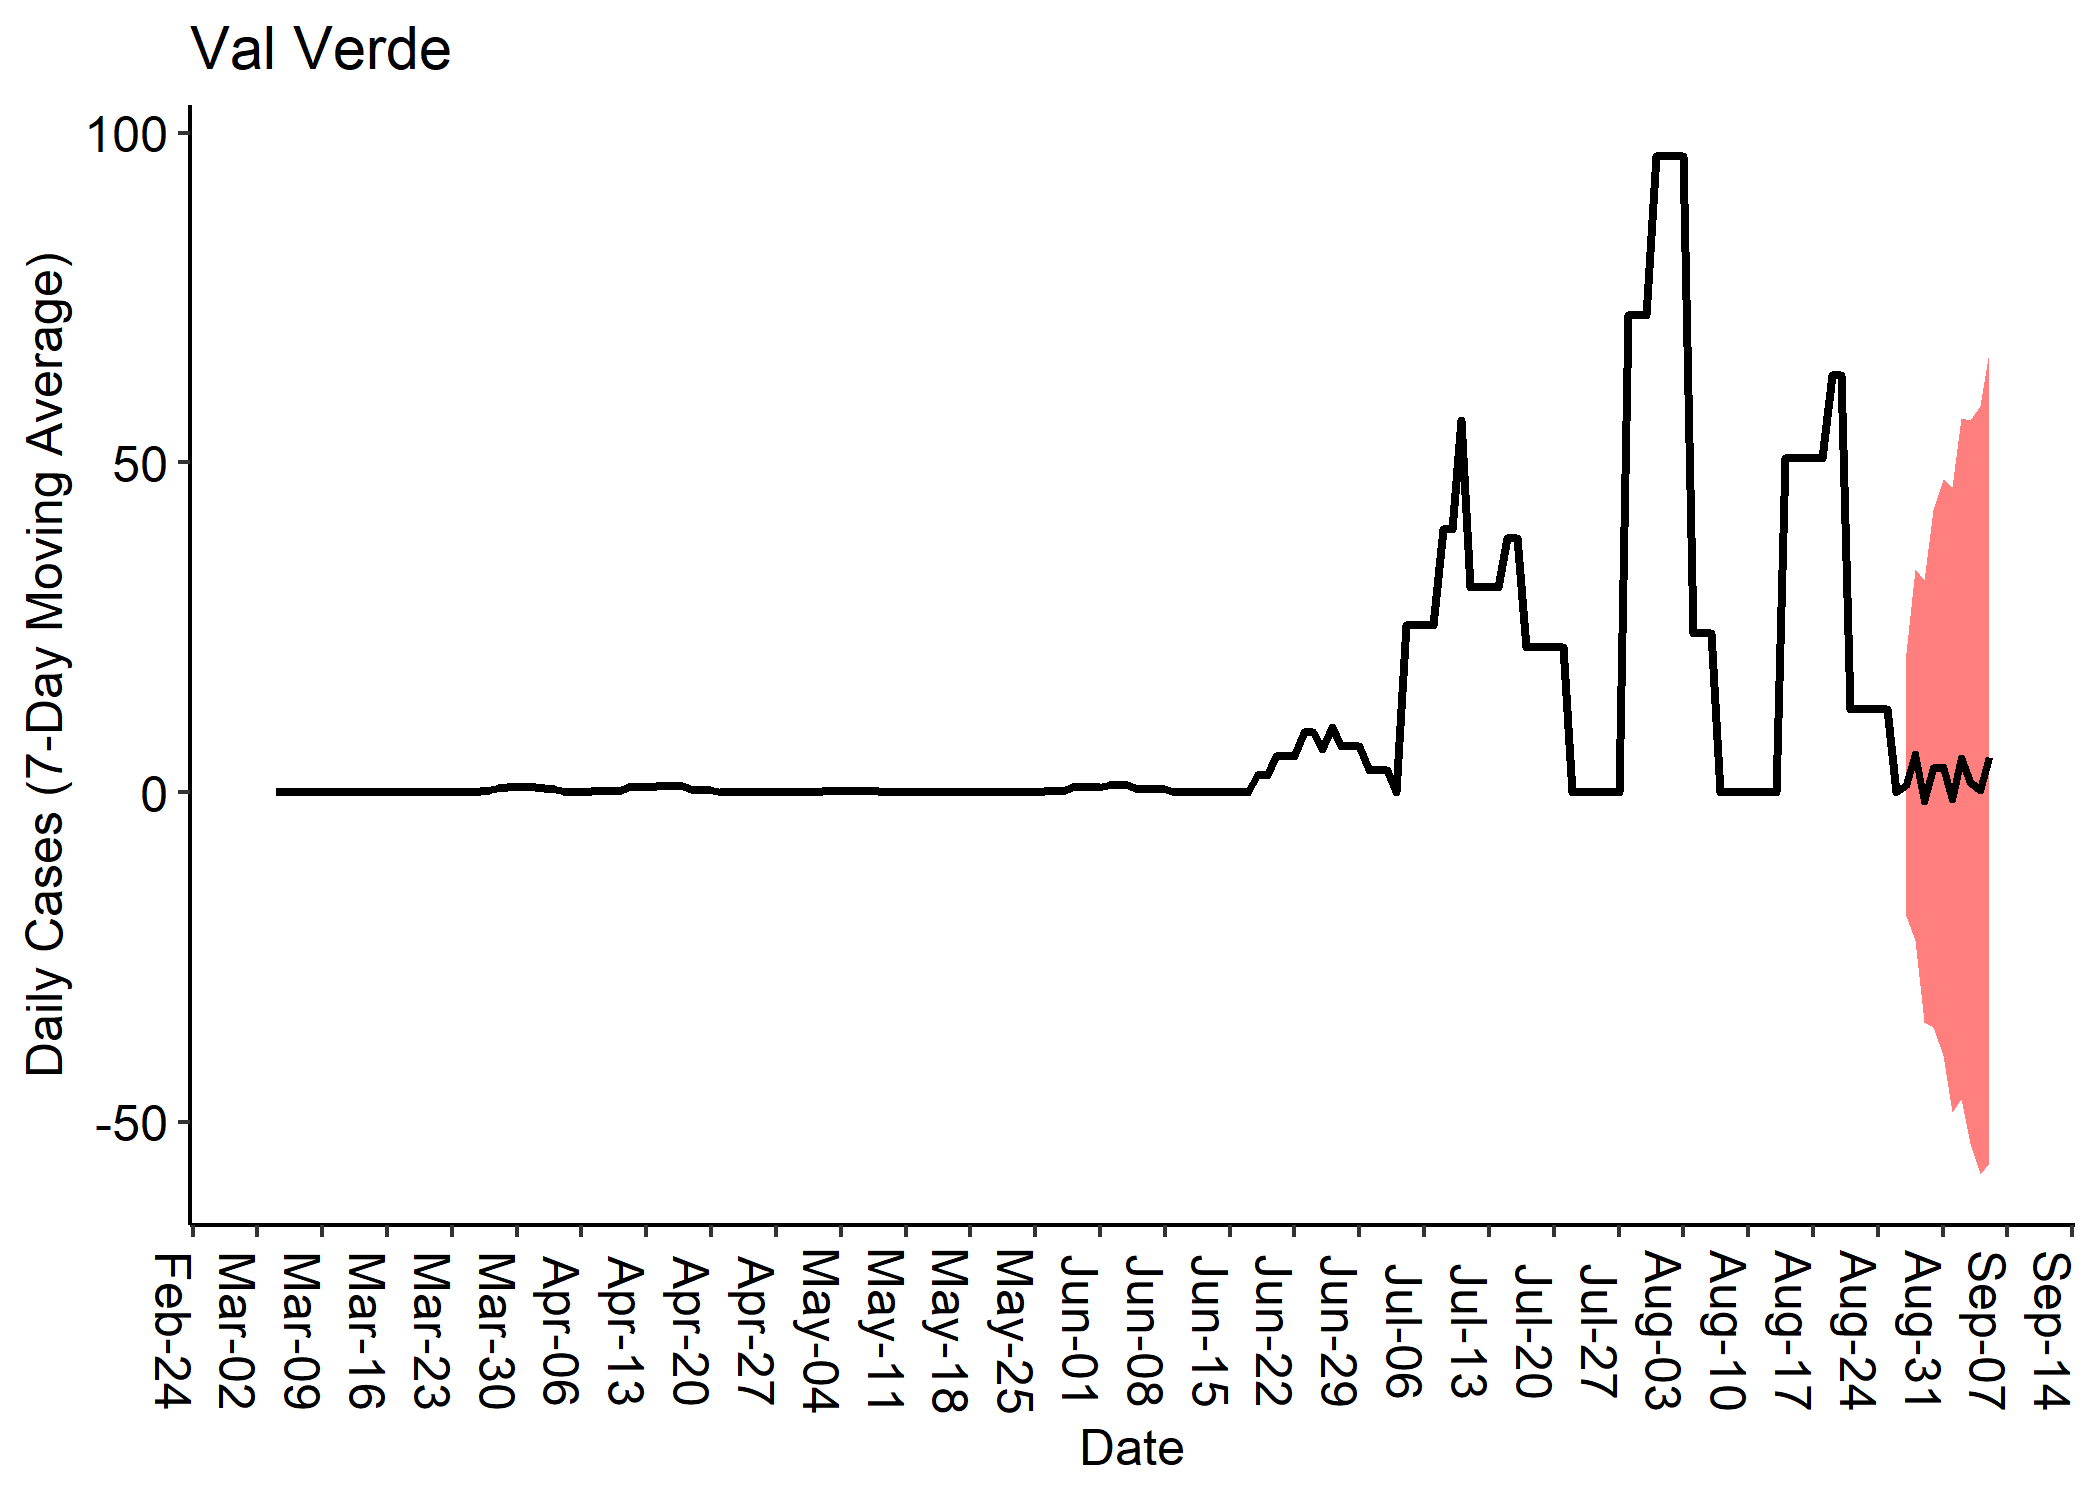 Val Verde
Daily Cases (7-Day Moving Average)
100
50
0
-50
Feb-24
Mar-02
Mar-09
Mar-16
Mar-23
Mar-30
Apr-06
Apr-13
Apr-20
Apr-27
May-04
May-11
May-18
May-25
Jun-01
Jun-08
Jun-15
Jun-22
Jun-29
Jul-06
Jul-13
Jul-20
Jul-27
Aug-03
Aug-10
Aug-17
Aug-24
Aug-31
Sep-07
Sep-14
Date